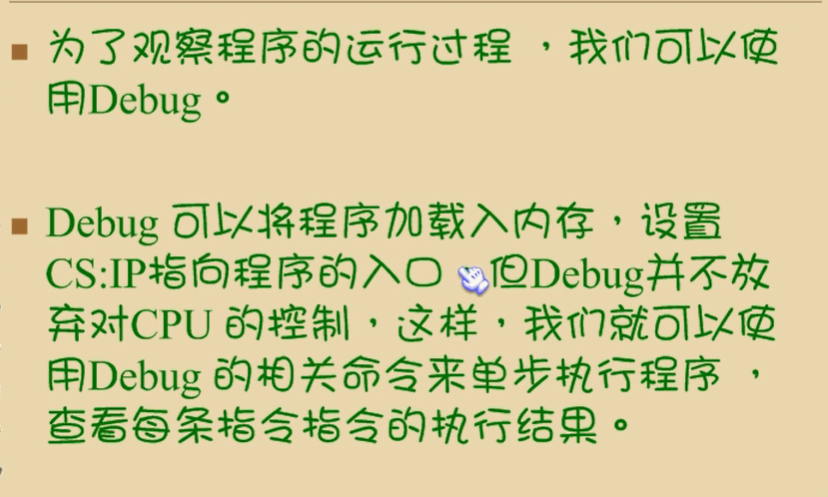 为了观察程序的运行过程 ，我们可以使
用Debug。
Debug 可以将程序加载入内存，设置
CS:IP指向程序的入口 但Debug并不放
弃对CPU 的控制，这样，我们就可以使
用Debug 的相关命令来单步执行程序 ，
查看每条指令指令的执行结果。